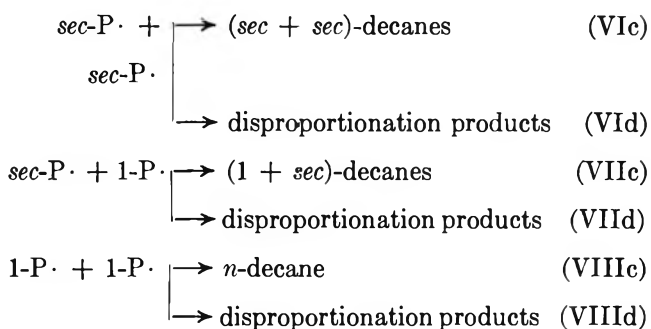 sec-P· + → (sec + sec)-decanes (VIc)
sec-P·
→ disproportionation products (VId)
sec-P· + 1-P· → (1 + sec)-decanes (VIIc)
→ disproportionation products (VIId)
1-P· + 1-P· → n-decane (VIIIc)
→ disproportionation products (VIIId)